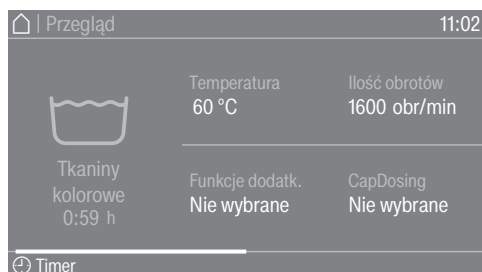 | Przegląd 11:02
Temperatura Ilość obrotów
60 °C 1600 obr/min
Tkaniny
kolorowe
0:59 h
Funkcje dodatk. CapDosing
Nie wybrane Nie wybrane
Timer